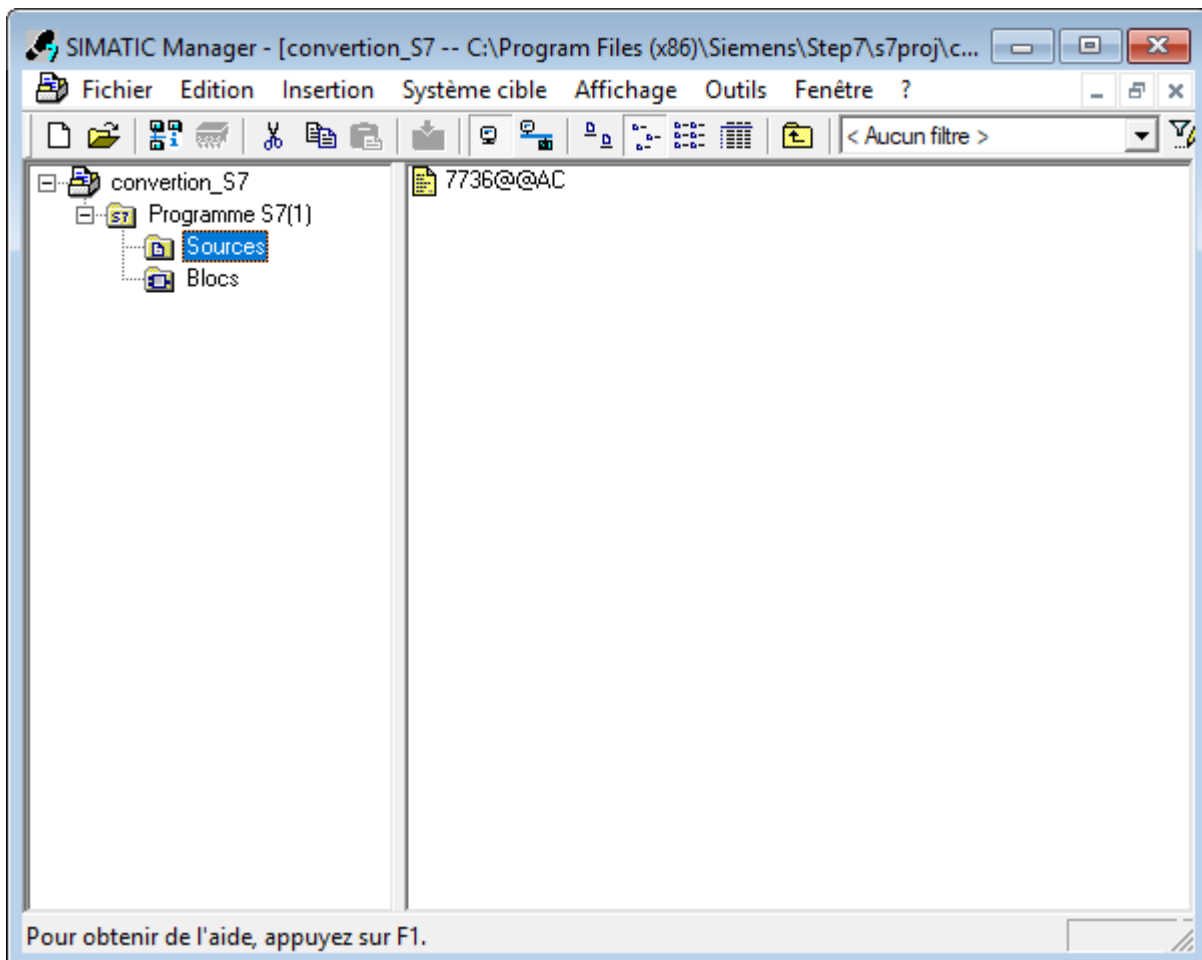 SIMATIC Manager - [convertion_S7 -- C:\Program Files (x86)\Siemens\Step7\s7proj\c...
Fichier Edition Insertion Système cible Affichage Outils Fenêtre ?
< Aucun filtre >
convertion_S7
Programme S7(1)
Sources
Blocs
7736@@AC
Pour obtenir de l'aide, appuyez sur F1.